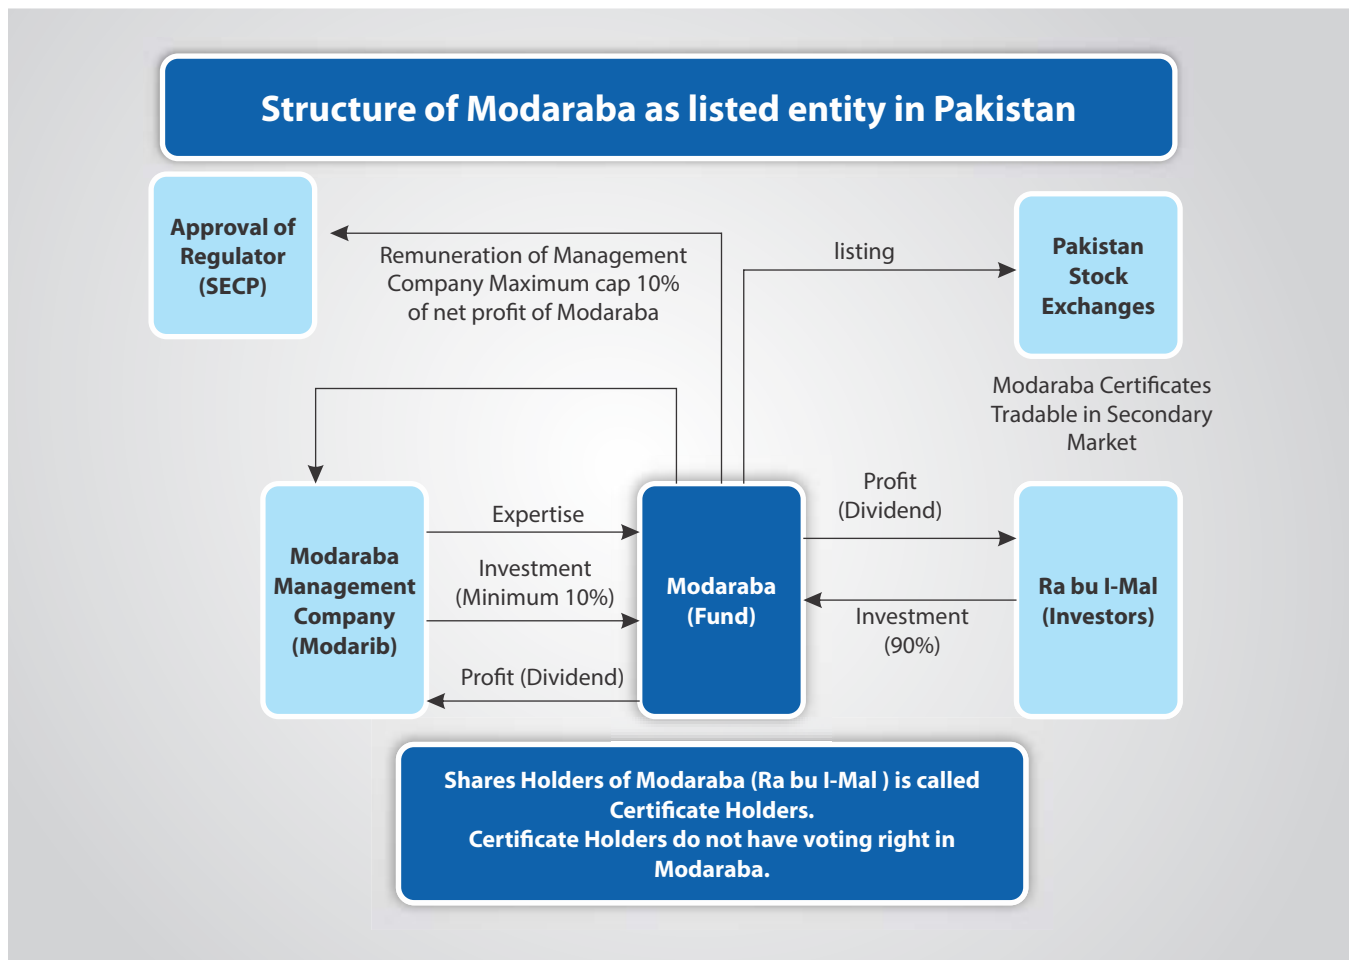 Structure of Modaraba as listed entity in Pakistan
Approval of
Regulator
(SECP)
Remuneration of Management
Company Maximum cap 10%
of net profit of Modaraba
listing
Pakistan
Stock
Exchanges
Modaraba Certificates
Tradable in Secondary
Market
Modaraba
Management
Company
(Modarib)
Expertise
Investment
(Minimum 10%)
Profit (Dividend)
Modaraba
(Fund)
Profit
(Dividend)
Investment
(90%)
Ra bu I-Mal
(Investors)
Shares Holders of Modaraba (Ra bu I-Mal ) is called
Certificate Holders.
Certificate Holders do not have voting right in
Modaraba.